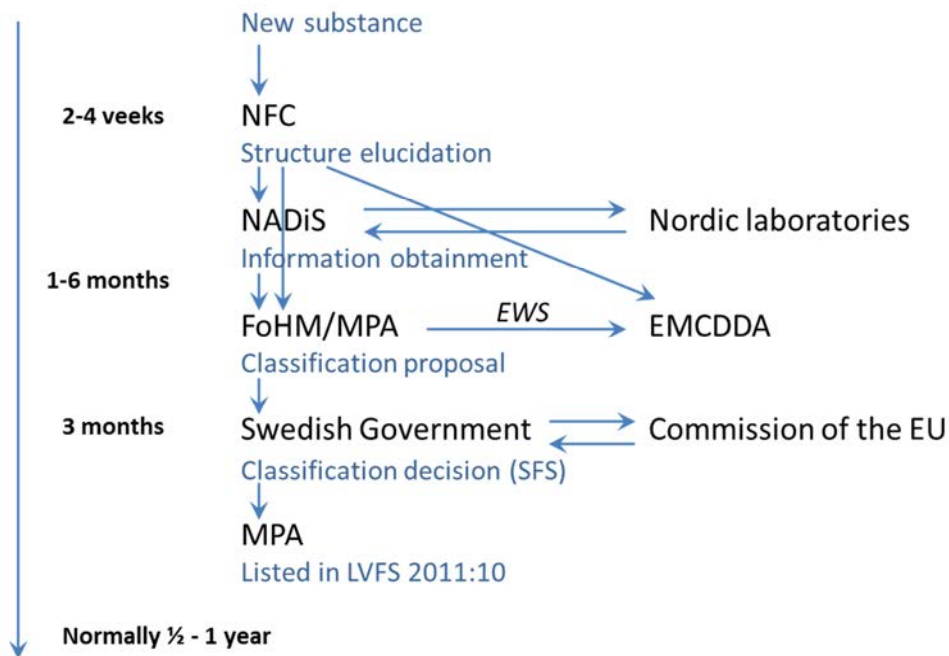 New substance
2-4 veeks
NFC
Structure elucidation
NADiS
Nordic laboratories
Information obtainment
1-6 months
FoHM/MPA
EWS
EMCDDA
Classification proposal
3 months
Swedish Government
Commission of the EU
Classification decision (SFS)
MPA
Listed in LVFS 2011:10
Normally ½ - 1 year